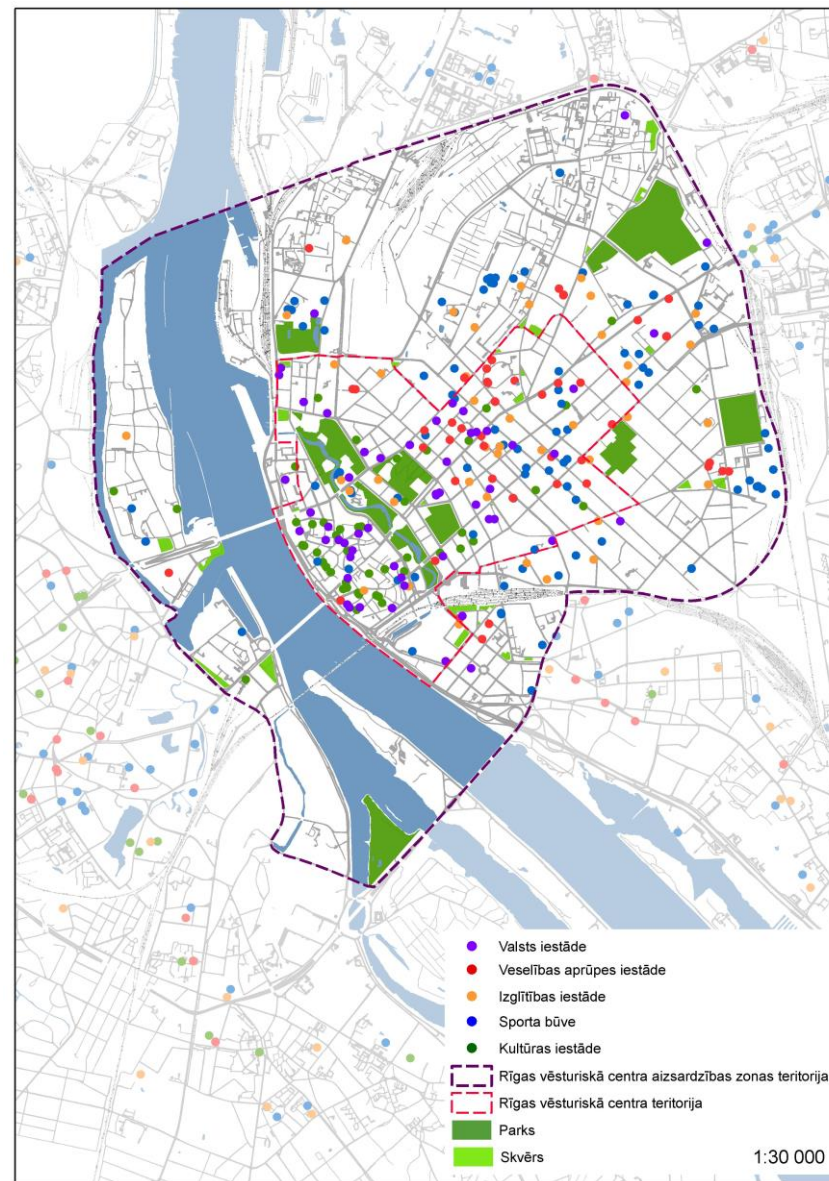 Valsts iestāde
Veselības aprūpes iestāde
Izglītības iestāde
Sporta būve
Kultūras iestāde
Rīgas vēsturiskā centra aizsardzības zonas teritorija
Rīgas vēsturiskā centra teritorija
Parks
Skvērs
1:30 000